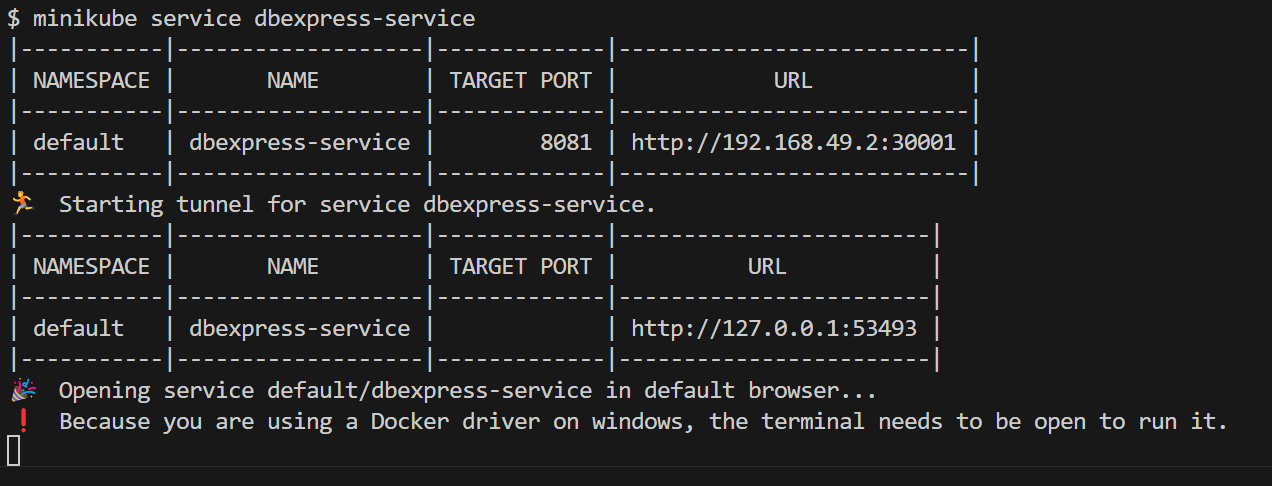 $ minikube service dbexpress-service
|-----------|-------------------|-------------|---------------------------|
| NAMESPACE |       NAME        | TARGET PORT |            URL            |
|-----------|-------------------|-------------|---------------------------|
| default   | dbexpress-service |        8081 | http://192.168.49.2:30001 |
|-----------|-------------------|-------------|---------------------------|
🏃  Starting tunnel for service dbexpress-service.
|-----------|-------------------|-------------|------------------------|
| NAMESPACE |       NAME        | TARGET PORT |          URL           |
|-----------|-------------------|-------------|------------------------|
| default   | dbexpress-service |             | http://127.0.0.1:53493 |
|-----------|-------------------|-------------|------------------------|
🎉  Opening service default/dbexpress-service in default browser...
❗  Because you are using a Docker driver on windows, the terminal needs to be open to run it.